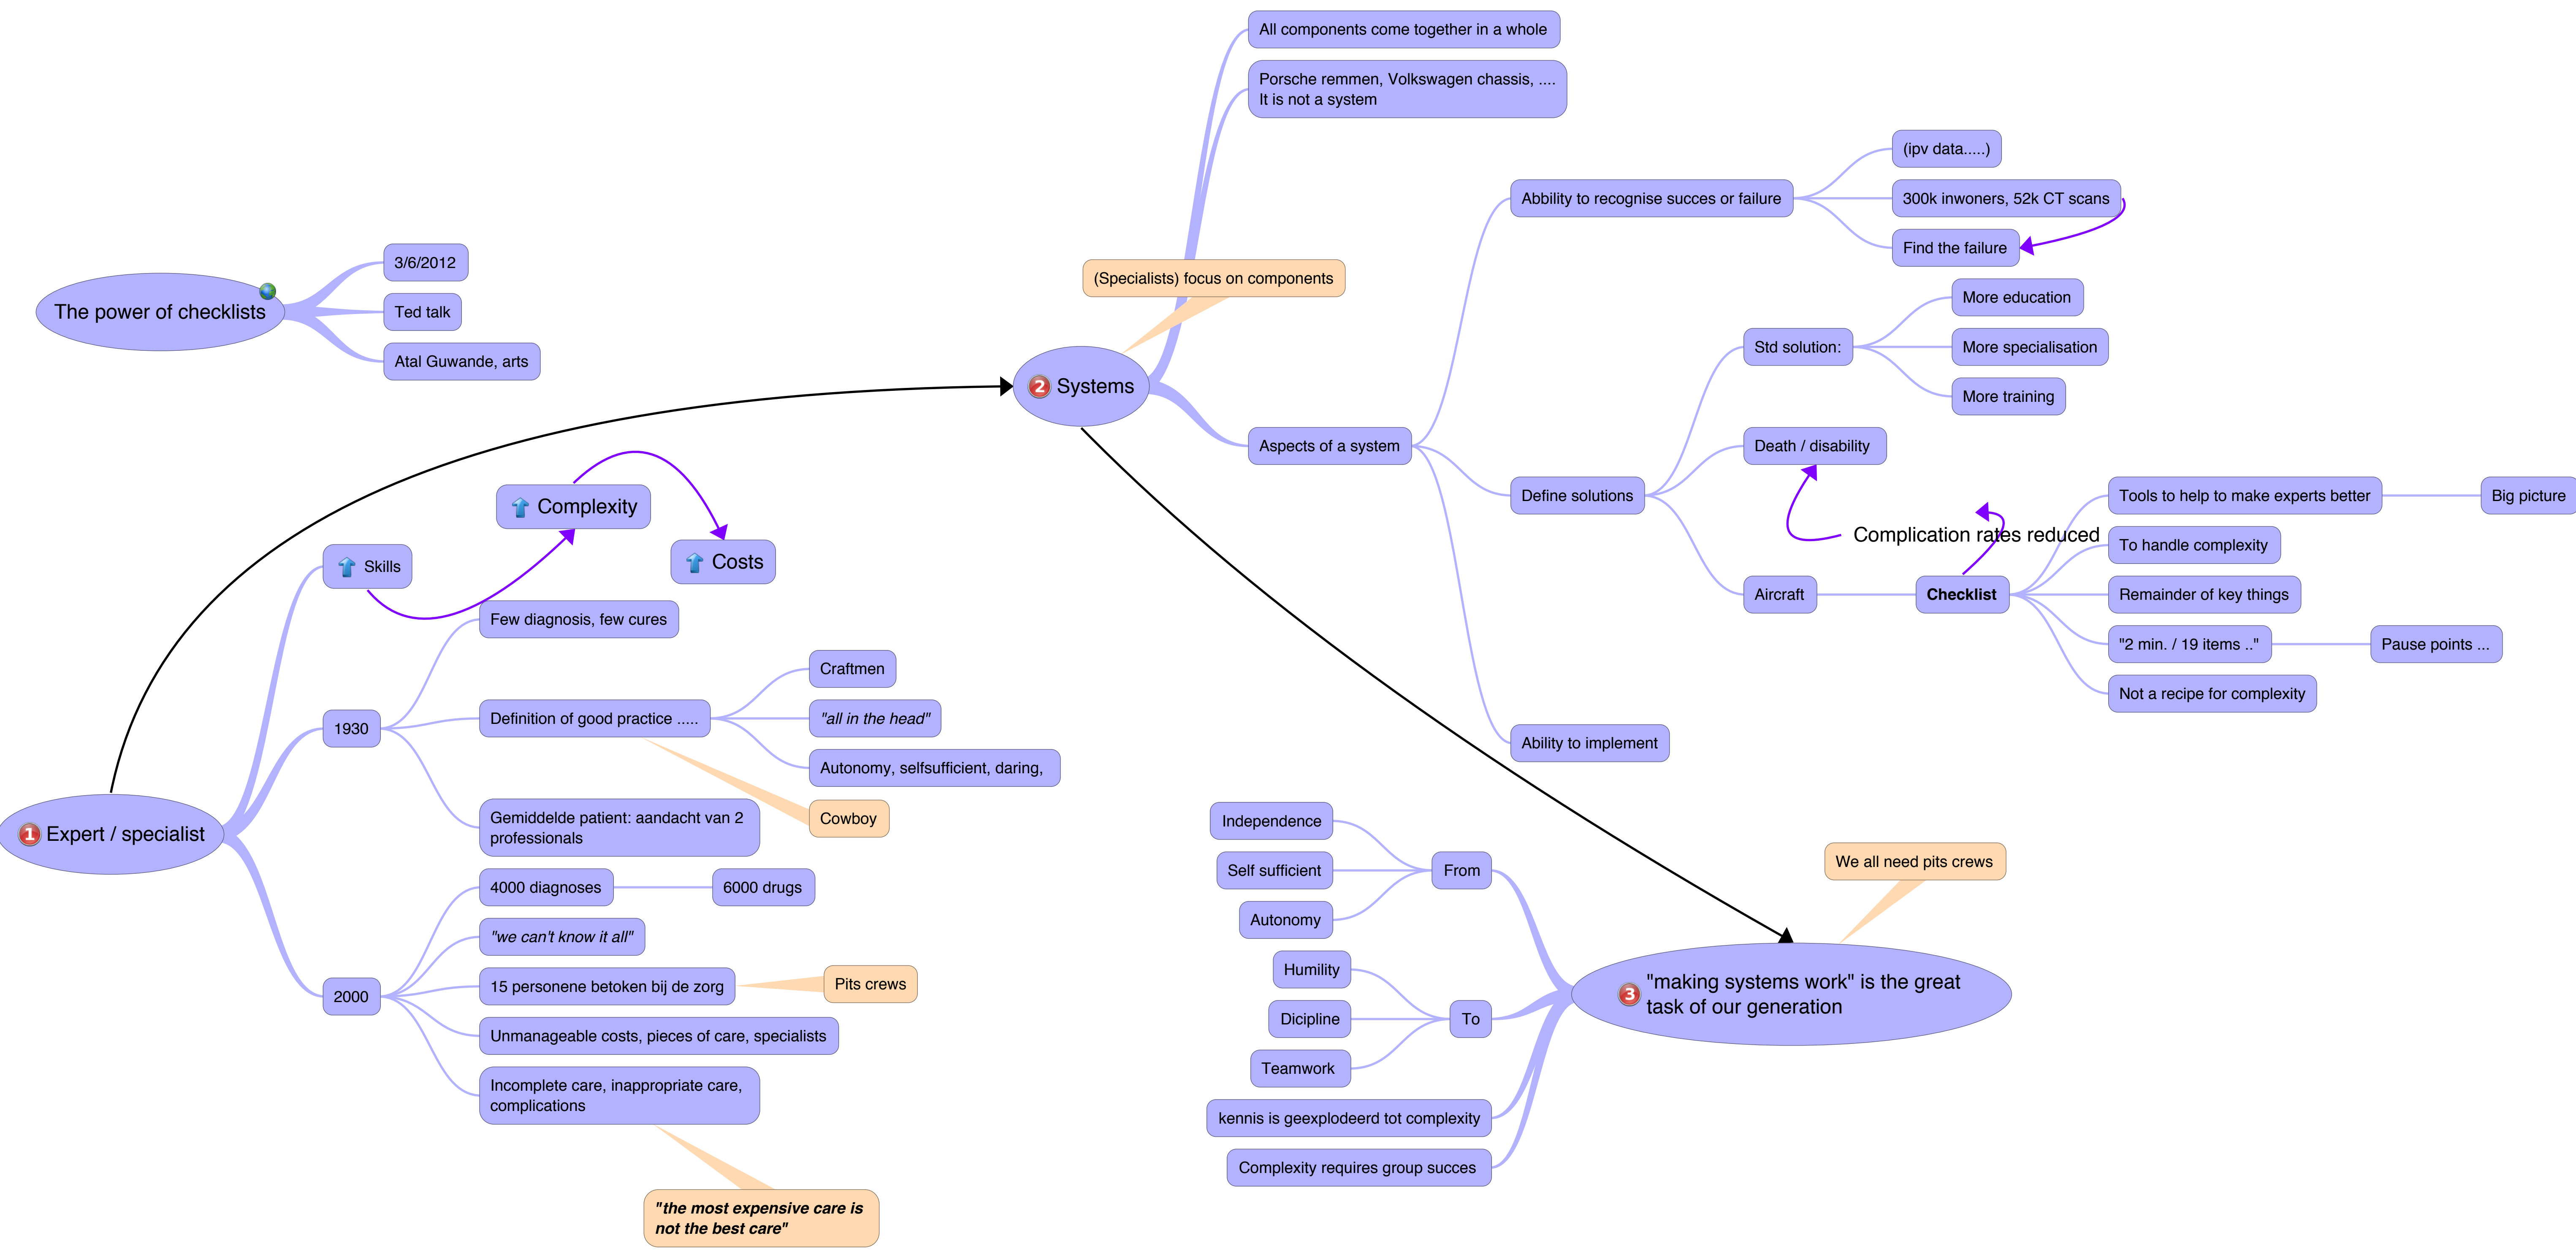 The power of checklists
3/6/2012
Ted talk
Atal Guwande, arts
1 Expert / specialist
Skills
Complexity
Costs
1930
Few diagnosis, few cures
Definition of good practice .....
Craftmen
"all in the head"
Autonomy, selfsufficient, daring,
Cowboy
Gemiddelde patient: aandacht van 2
professionals
2000
4000 diagnoses
6000 drugs
"we can't know it all"
15 personene betoken bij de zorg
Pits crews
Unmanageable costs, pieces of care, specialists
Incomplete care, inappropriate care,
complications
"the most expensive care is
not the best care"
2 Systems
(Specialists) focus on components
All components come together in a whole
Porsche remmen, Volkswagen chassis, ....
It is not a system
Aspects of a system
Abbility to recognise succes or failure
(ipv data.....)
300k inwoners, 52k CT scans
Find the failure
Define solutions
Std solution:
More education
More specialisation
More training
Death / disability
Complication rates reduced
Aircraft
Checklist
Tools to help to make experts better
Big picture
To handle complexity
Remainder of key things
"2 min. / 19 items .."
Pause points ...
Not a recipe for complexity
Ability to implement
3 "making systems work" is the great
task of our generation
We all need pits crews
From
Independence
Self sufficient
Autonomy
To
Humility
Dicipline
Teamwork
kennis is geexplodeerd tot complexity
Complexity requires group succes